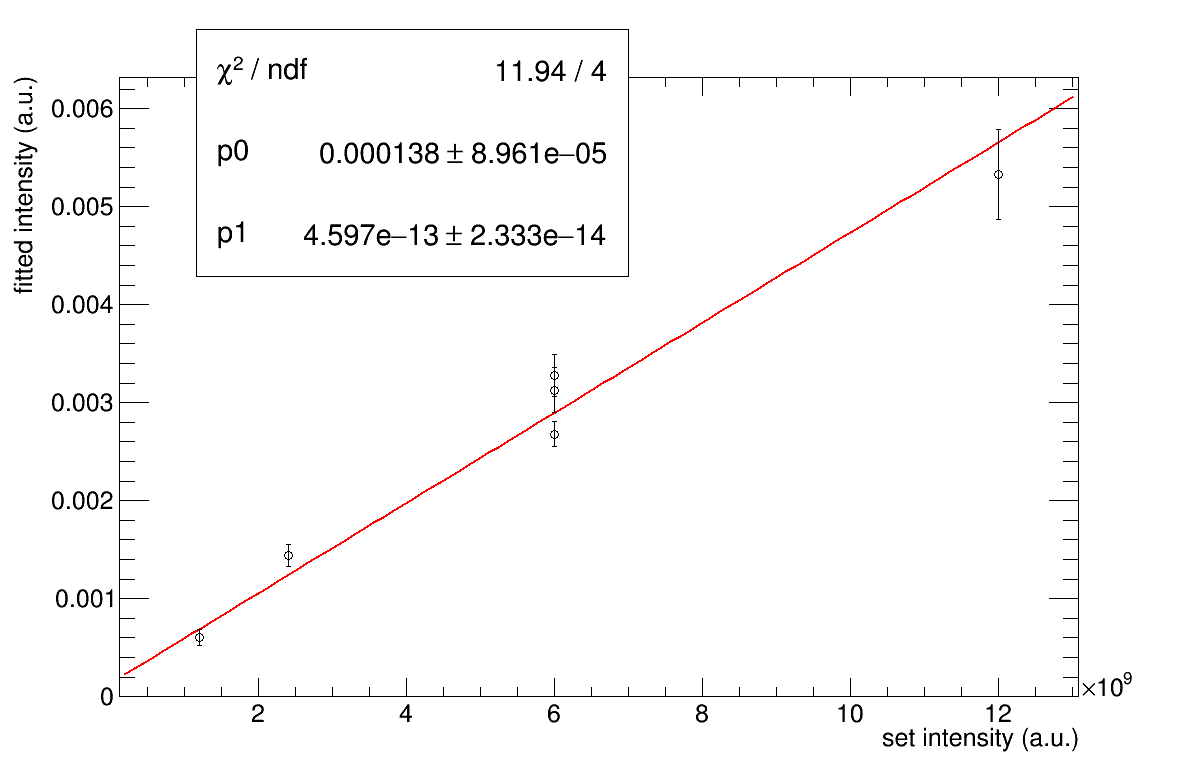 χ² / ndf 11.94 / 4
p0 0.000138 ± 8.961e−05
p1 4.597e−13 ± 2.333e−14
fitted intensity (a.u.)
0.006
0.005
0.004
0.003
0.002
0.001
0
2 4 6 8 10 12
×10⁹
set intensity (a.u.)